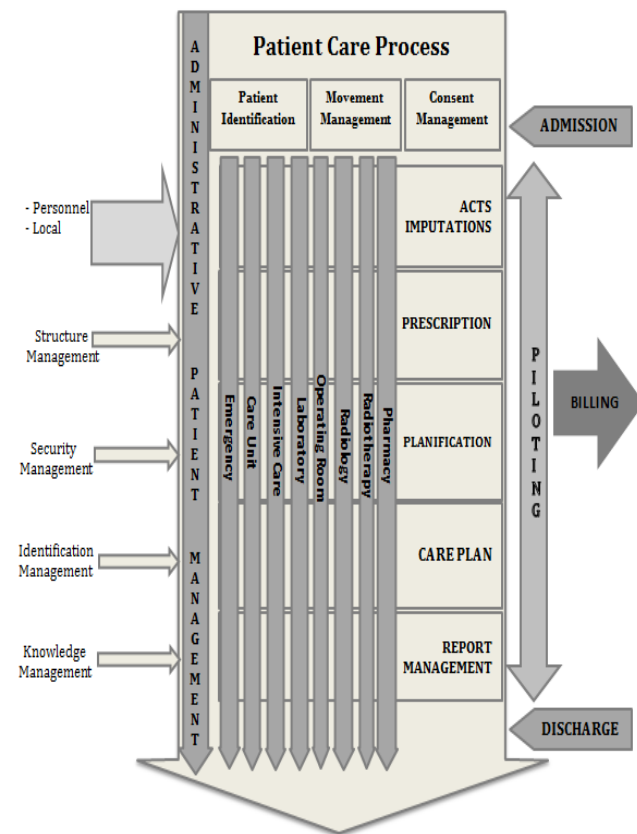 Patient Care Process
Patient
Identification
Movement
Management
Consent
Management
ADMISSION
ADMINISTRATIVE PATIENT MANAGEMENT
- Personnel
- Local
Structure
Management
Security
Management
Identification
Management
Knowledge
Management
Emergency
Care Unit
Intensive Care
Laboratory
Operating Room
Radiology
Radiotherapy
Pharmacy
ACTS
IMPUTATIONS
PRESCRIPTION
PLANIFICATION
CARE PLAN
REPORT
MANAGEMENT
PILOTING
BILLING
DISCHARGE